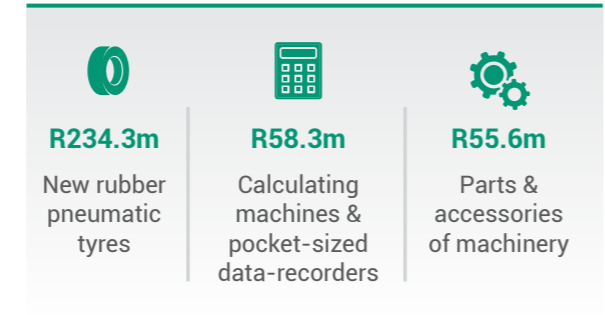 R234.3m
New rubber
pneumatic
tyres
R58.3m
Calculating
machines &
pocket-sized
data-recorders
R55.6m
Parts &
accessories
of machinery